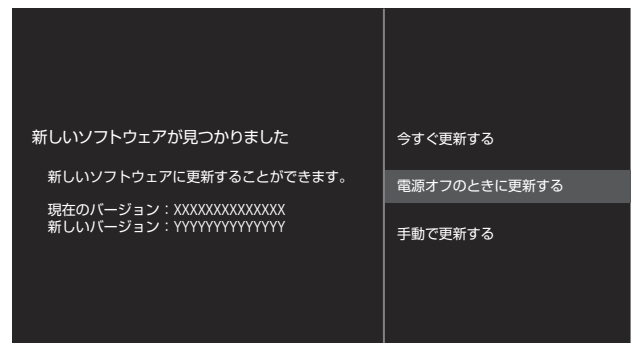 新しいソフトウェアが見つかりました
新しいソフトウェアに更新することができます。
現在のバージョン：XXXXXXXXXXXXXX
新しいバージョン：YYYYYYYYYYYYYY
今すぐ更新する
電源オフのときに更新する
手動で更新する